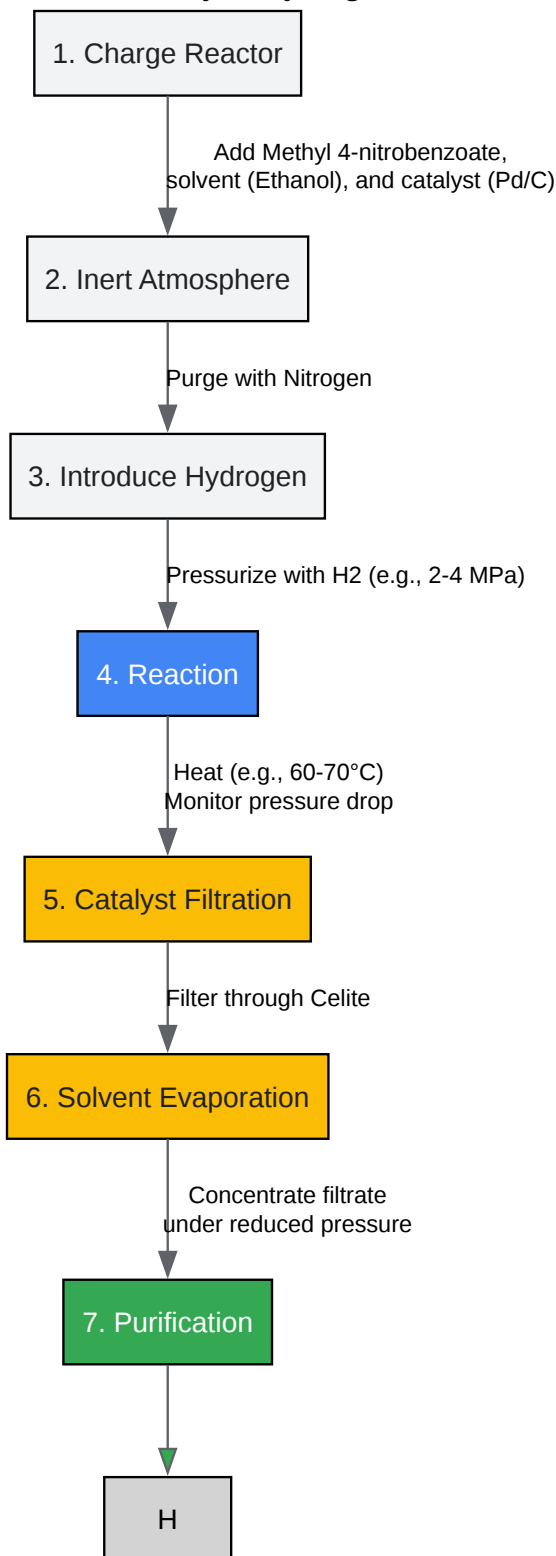 1. Charge Reactor
Add Methyl 4-nitrobenzoate,
solvent (Ethanol), and catalyst (Pd/C)
2. Inert Atmosphere
Purge with Nitrogen
3. Introduce Hydrogen
Pressurize with H2 (e.g., 2-4 MPa)
4. Reaction
Heat (e.g., 60-70°C)
Monitor pressure drop
5. Catalyst Filtration
Filter through Celite
6. Solvent Evaporation
Concentrate filtrate
under reduced pressure
7. Purification
H